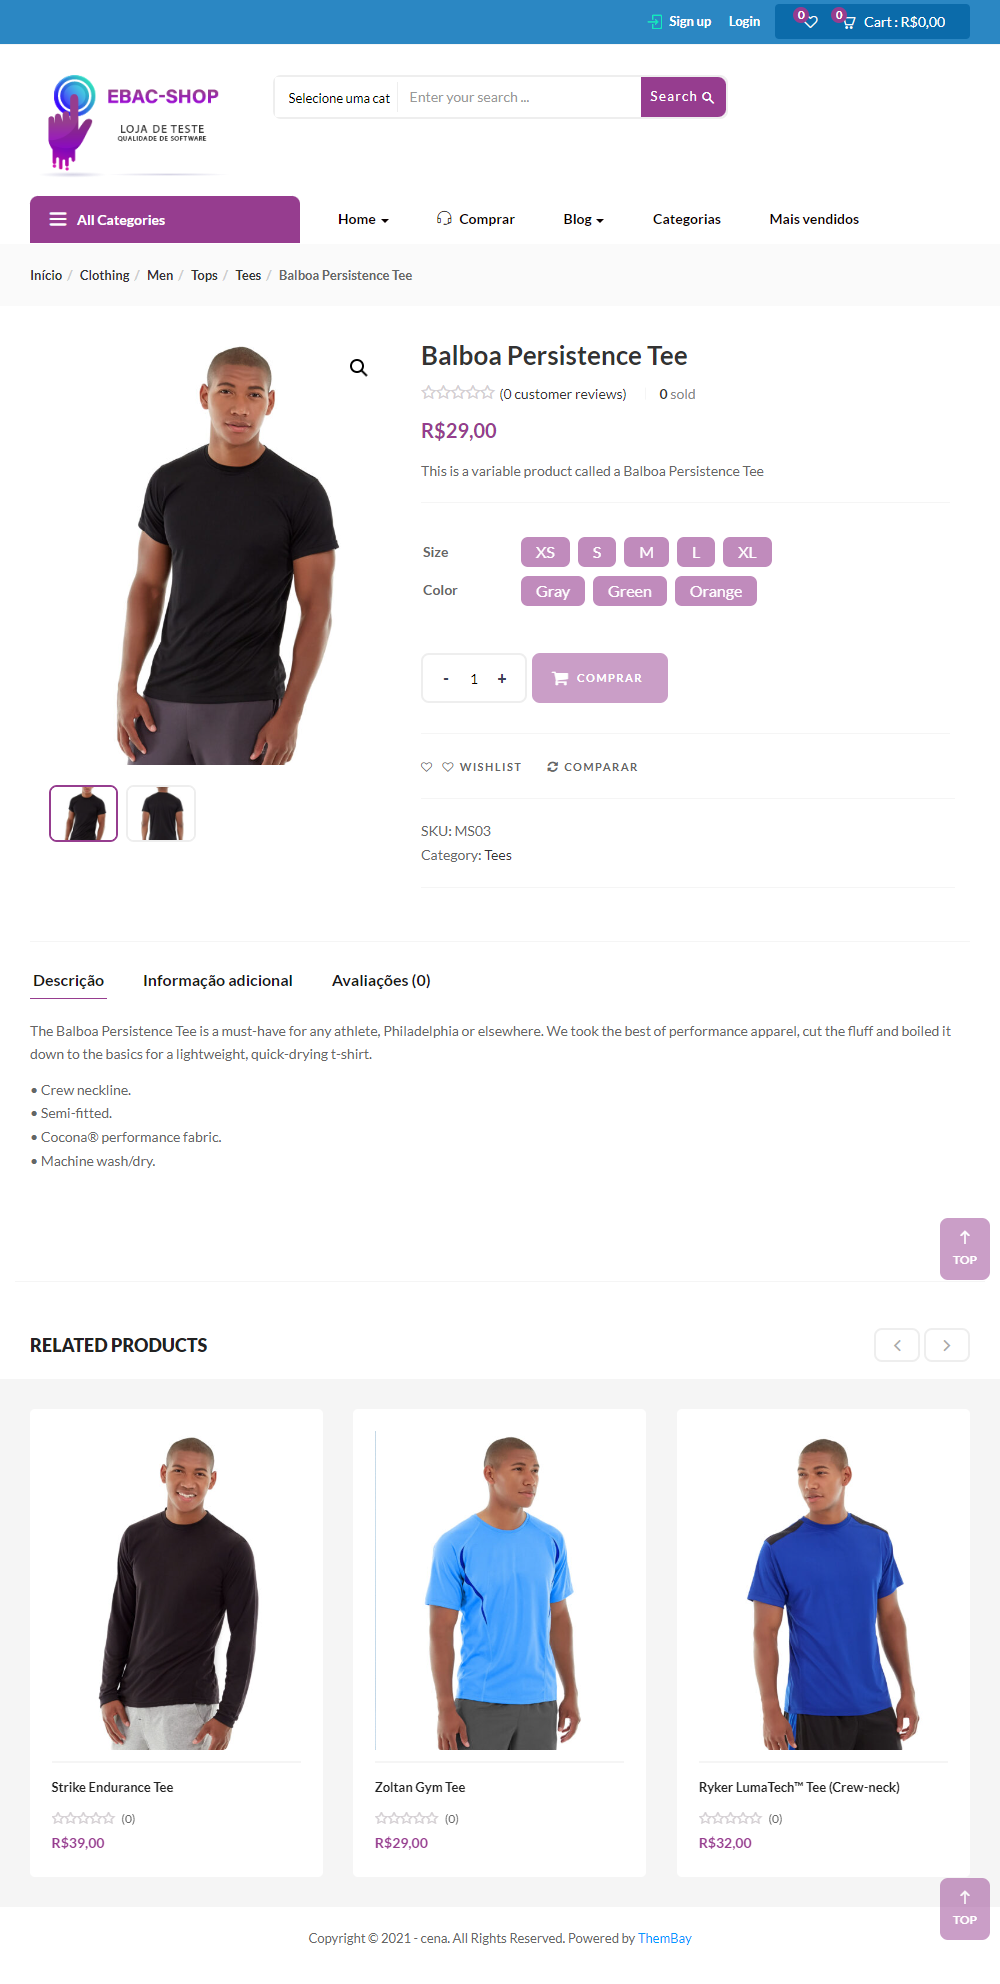 Sign up Login 0 0 Cart : R$0,00
EBAC-SHOP
LOJA DE TESTE
QUALIDADE DE SOFTWARE
Selecione uma cat Enter your search ... Search
All Categories Home Comprar Blog Categorias Mais vendidos
Início / Clothing / Men / Tops / Tees / Balboa Persistence Tee
Balboa Persistence Tee
(0 customer reviews) 0 sold
R$29,00
This is a variable product called a Balboa Persistence Tee
Size XS S M L XL
Color Gray Green Orange
- 1 + COMPRAR
WISHLIST COMPARAR
SKU: MS03
Category: Tees
Descrição Informação adicional Avaliações (0)
The Balboa Persistence Tee is a must-have for any athlete, Philadelphia or elsewhere. We took the best of performance apparel, cut the fluff and boiled it
down to the basics for a lightweight, quick-drying t-shirt.
• Crew neckline.
• Semi-fitted.
• Cocona® performance fabric.
• Machine wash/dry.
TOP
RELATED PRODUCTS
Strike Endurance Tee
(0)
R$39,00
Zoltan Gym Tee
(0)
R$29,00
Ryker LumaTech™ Tee (Crew-neck)
(0)
R$32,00
TOP
Copyright © 2021 - cena. All Rights Reserved. Powered by ThemBay